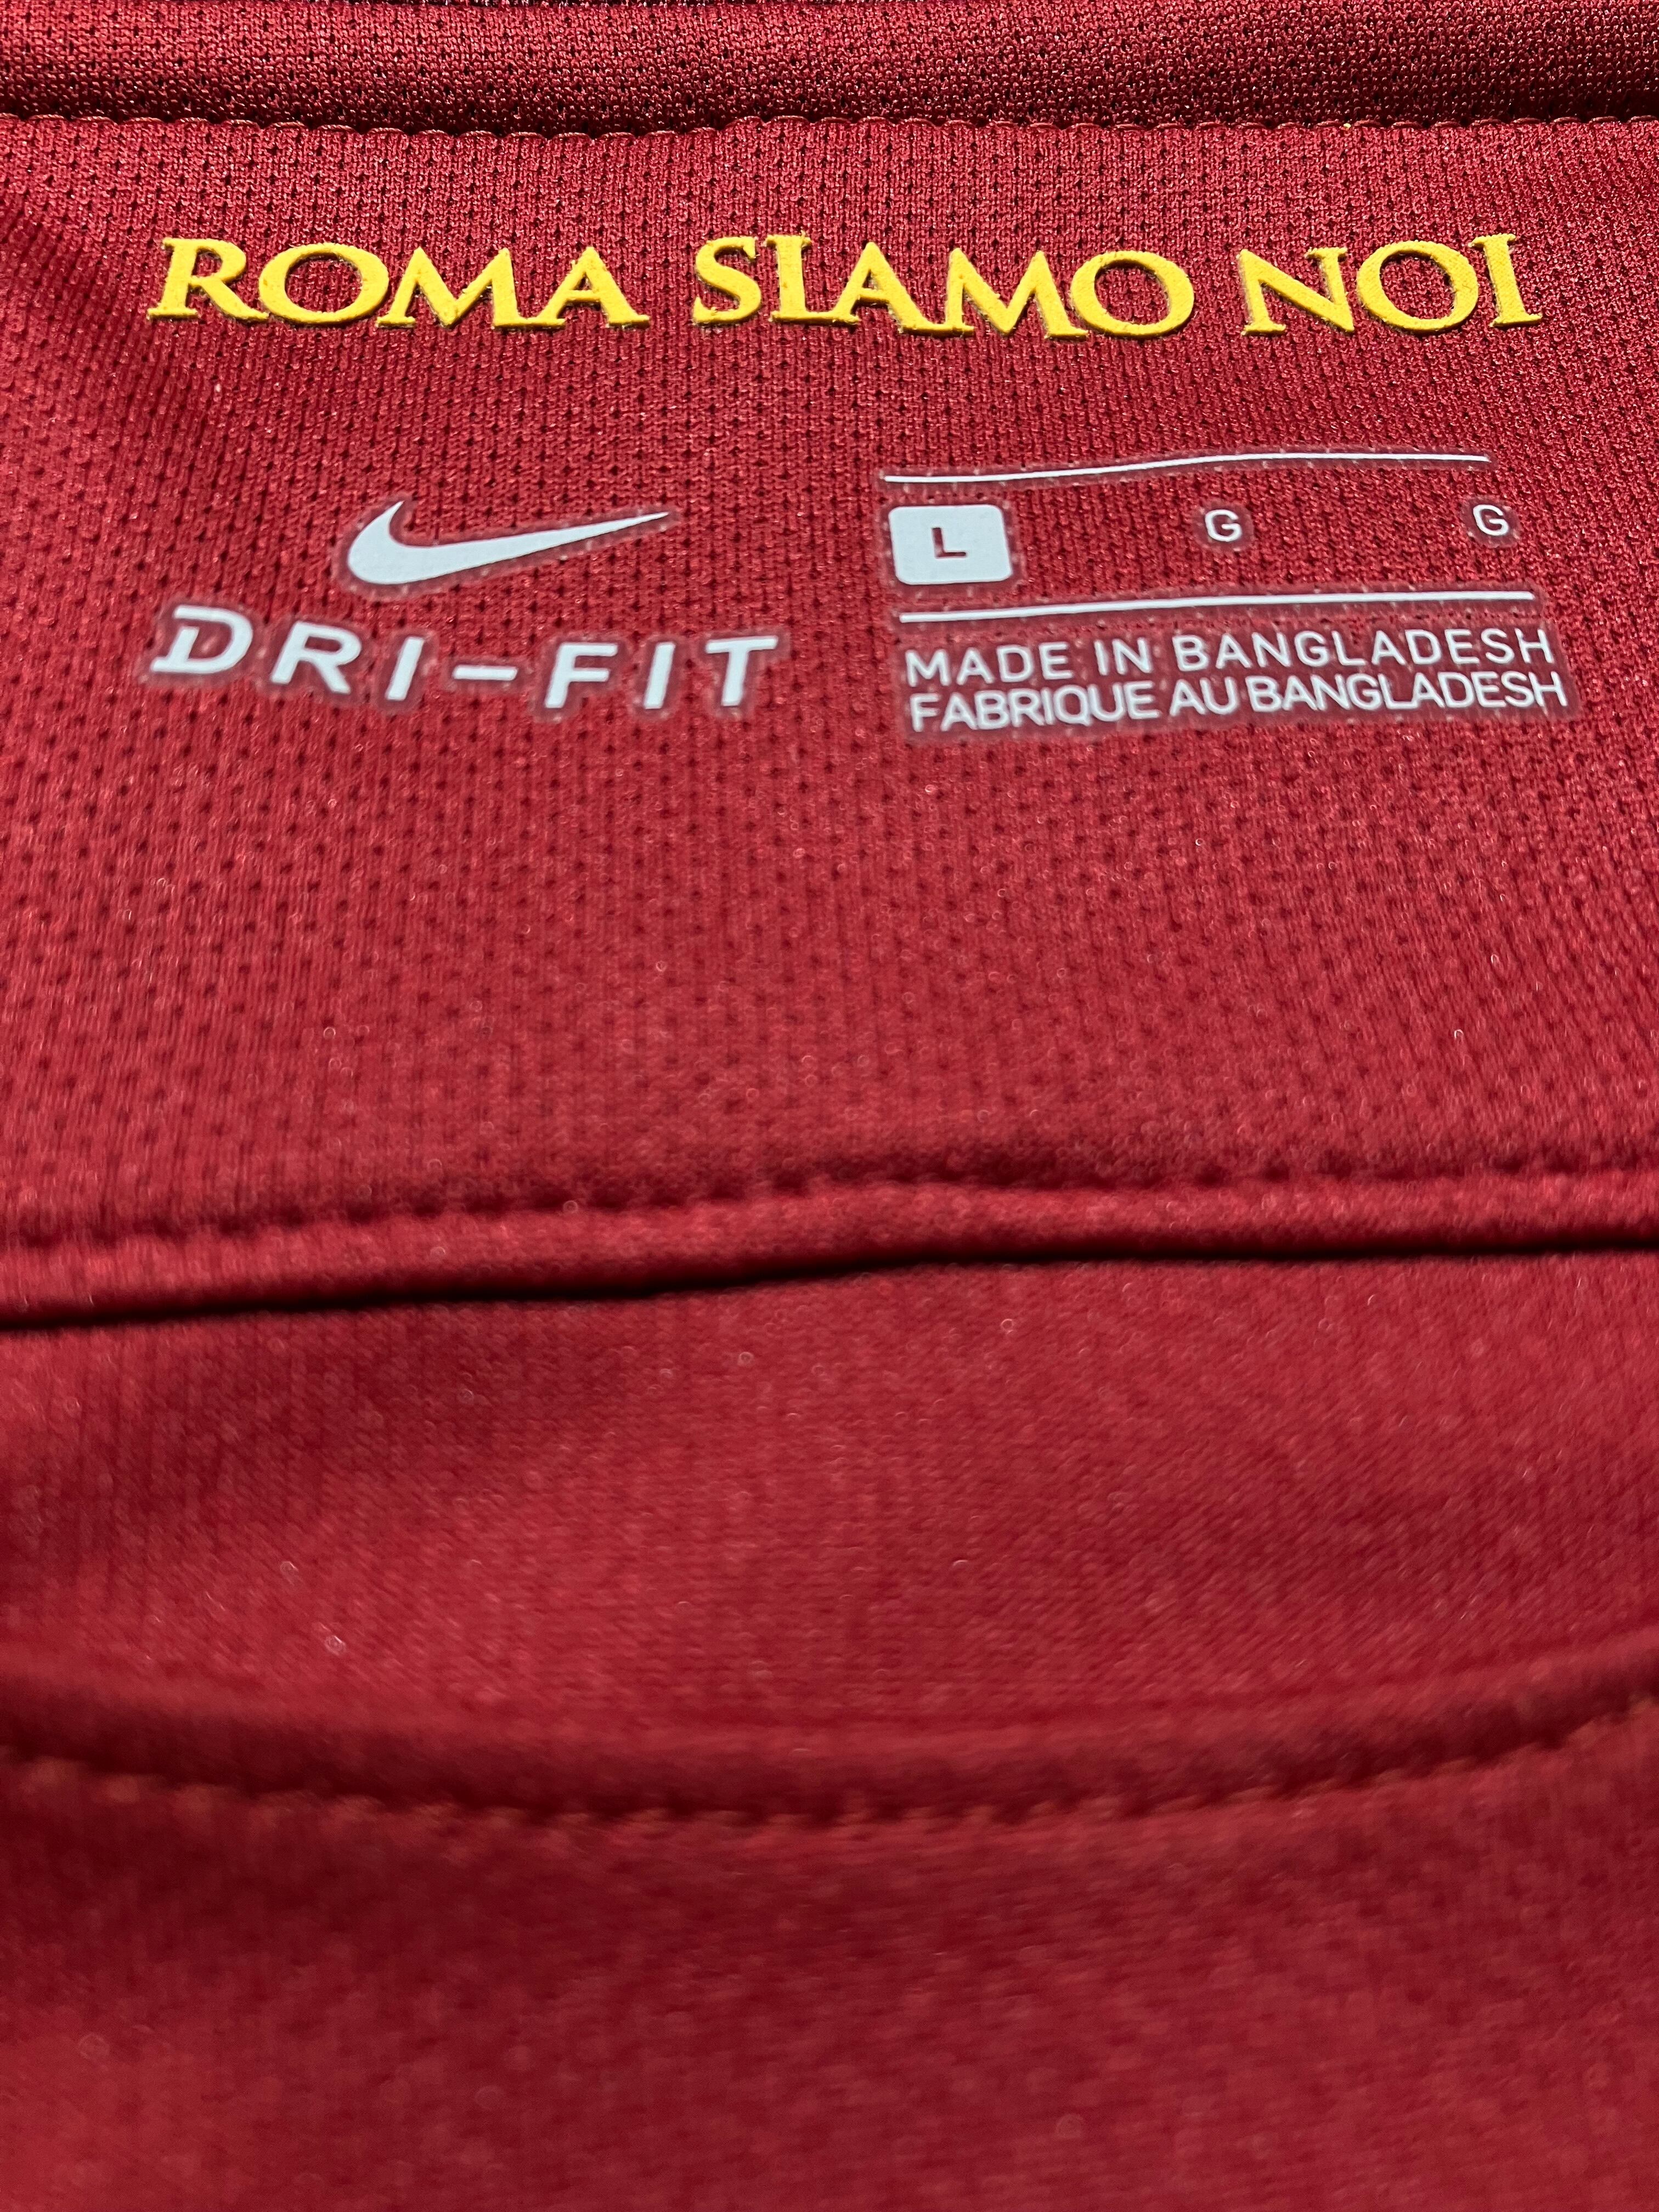 ROMA SIAMO NOI
DRI-FIT
L G G
MADE IN BANGLADESH
FABRIQUE AU BANGLADESH